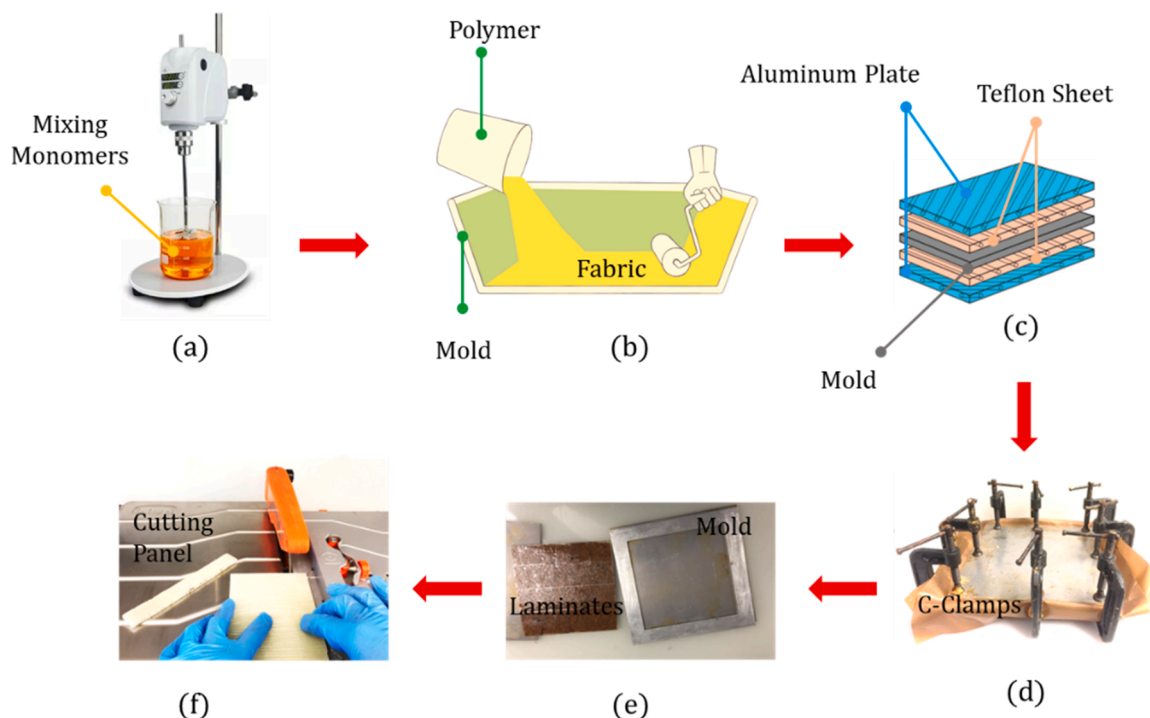 Polymer
Aluminum Plate
Teflon Sheet
Mixing
Monomers
Fabric
(a)
Mold
(b)
(c)
Mold
Cutting
Panel
Mold
Laminates
C-Clamps
(f)
(e)
(d)